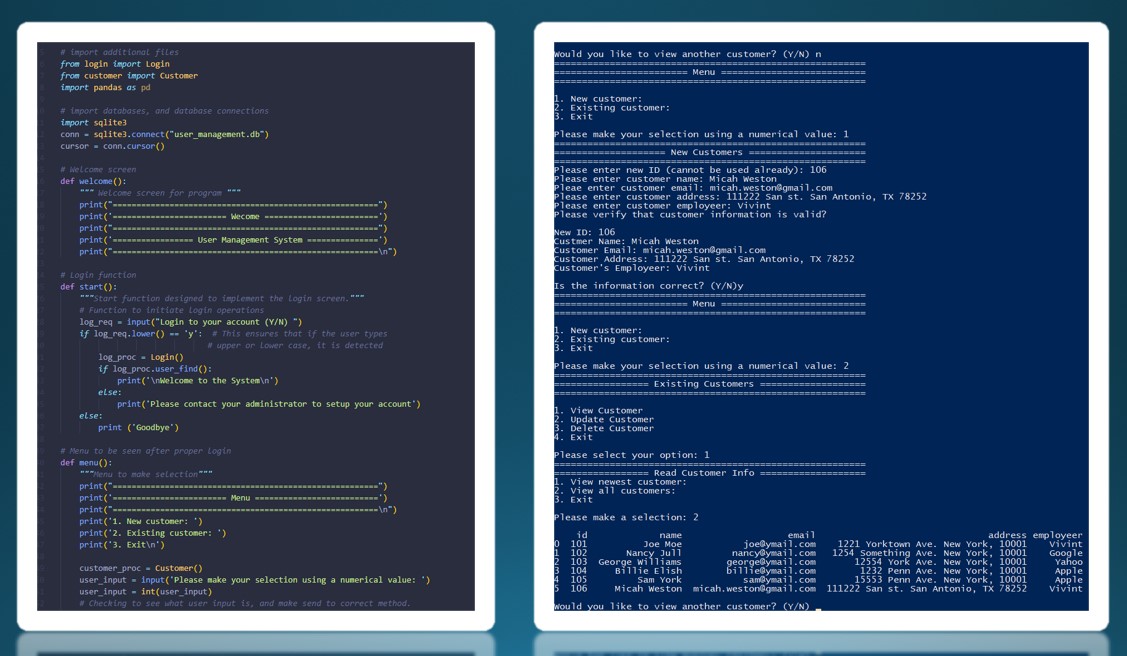 # import additional files
from login import Login
from customer import Customer
import pandas as pd
# import databases, and database connections
import sqlite3
conn = sqlite3.connect("user_management.db")
cursor = conn.cursor()
# Welcome screen
def welcome():
""" Welcome screen for program """
print("========================================================")
print('======================== Wecome ========================')
print("========================================================")
print('================= User Management System ===============')
print("========================================================\n")
# Login function
def start():
"""Start function designed to implement the Login screen."""
# Function to initiate Login operations
log_req = input("Login to your account (Y/N) ")
if log_req.lower() == 'y': # This ensures that if the user types
# upper or lower case, it is detected
log_proc = Login()
if log_proc.user_find():
print('\nWelcome to the System\n')
else:
print('Please contact your administrator to setup your account')
else:
print ('Goodbye')
# Menu to be seen after proper login
def menu():
"""Menu to make selection"""
print("========================================================")
print('======================== Menu ==========================')
print("========================================================\n")
print('1. New customer: ')
print('2. Existing customer: ')
print('3. Exit\n')
customer_proc = Customer()
user_input = input('Please make your selection using a numerical value: ')
user_input = int(user_input)
# Checking to see what user input is, and make send to correct method.
Would you like to view another customer? (Y/N) n
========================================================
======================== Menu ==========================
========================================================
1. New customer:
2. Existing customer:
3. Exit
Please make your selection using a numerical value: 1
========================================================
==================== New Customers =====================
========================================================
Please enter new ID (cannot be used already): 106
Please enter customer name: Micah Weston
Pleae enter customer email: micah.weston@gmail.com
Please enter customer address: 111222 San st. San Antonio, TX 78252
Please enter customer employeer: Vivint
Please verify that customer information is valid?
New ID: 106
Custmer Name: Micah Weston
Customer Email: micah.weston@gmail.com
Customer Address: 111222 San st. San Antonio, TX 78252
Customer's Employeer: Vivint
Is the information correct? (Y/N)y
========================================================
======================== Menu ==========================
========================================================
1. New customer:
2. Existing customer:
3. Exit
Please make your selection using a numerical value: 2
========================================================
================= Existing Customers ===================
========================================================
1. View Customer
2. Update Customer
3. Delete Customer
4. Exit
Please select your option: 1
========================================================
================= Read Customer Info ===================
1. View newest customer:
2. View all customers:
3. Exit
Please make a selection: 2
id name email address employeer
0 101 Joe Moe joe@ymail.com 1221 Yorktown Ave. New York, 10001 Vivint
1 102 Nancy Jull nancy@ymail.com 1254 Something Ave. New York, 10001 Google
2 103 George Williams george@ymail.com 12554 York Ave. New York, 10001 Yahoo
3 104 Billie Elish billie@ymail.com 1232 Penn Ave. New York, 10001 Apple
4 105 Sam York sam@ymail.com 15553 Penn Ave. New York, 10001 Apple
5 106 Micah Weston micah.weston@gmail.com 111222 San st. San Antonio, TX 78252 Vivint
Would you like to view another customer? (Y/N) _